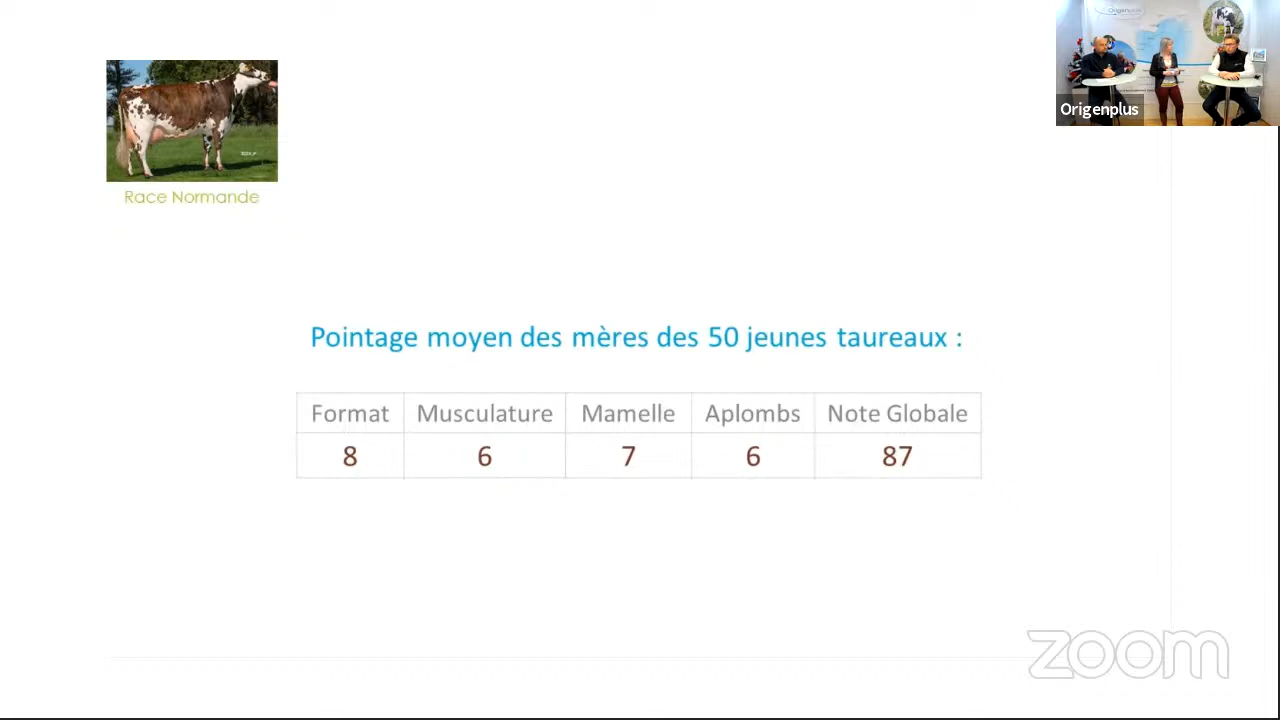 Origenplus
Origenplus
Race Normande
Pointage moyen des mères des 50 jeunes taureaux :
Format Musculature Mamelle Aplombs Note Globale
8 6 7 6 87
zoom